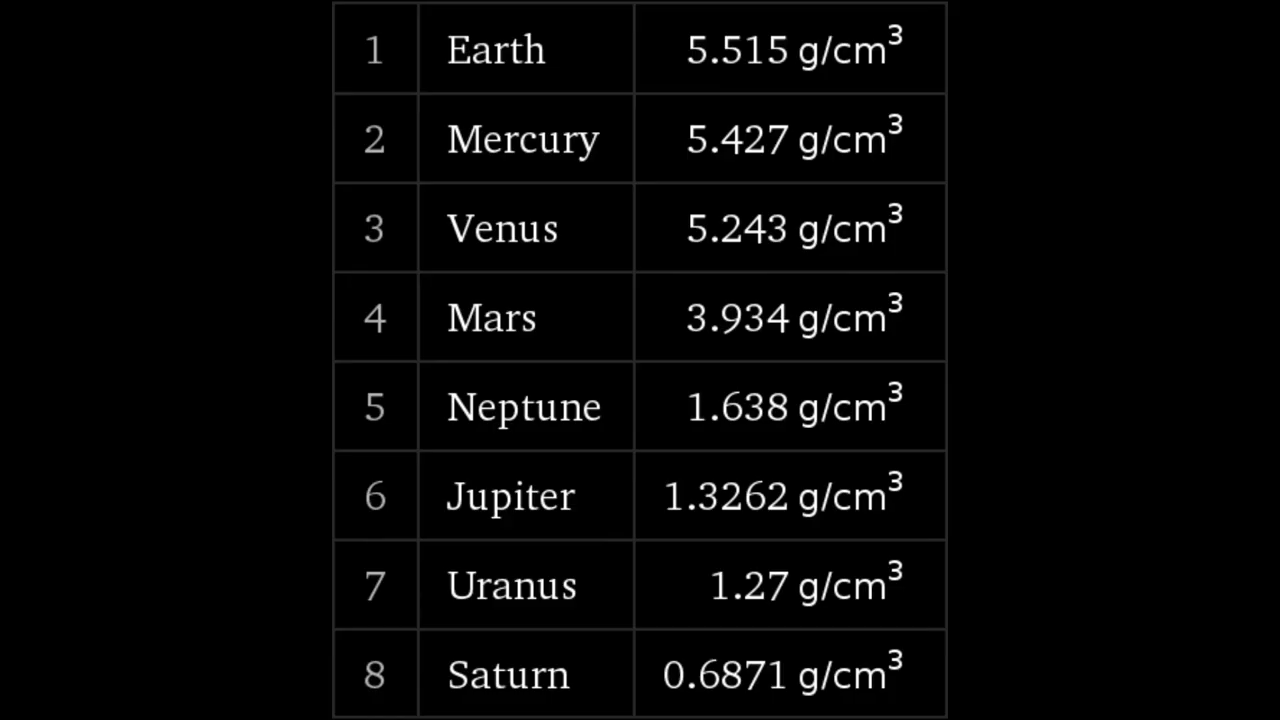 1 Earth 5.515 g/cm³
2 Mercury 5.427 g/cm³
3 Venus 5.243 g/cm³
4 Mars 3.934 g/cm³
5 Neptune 1.638 g/cm³
6 Jupiter 1.3262 g/cm³
7 Uranus 1.27 g/cm³
8 Saturn 0.6871 g/cm³